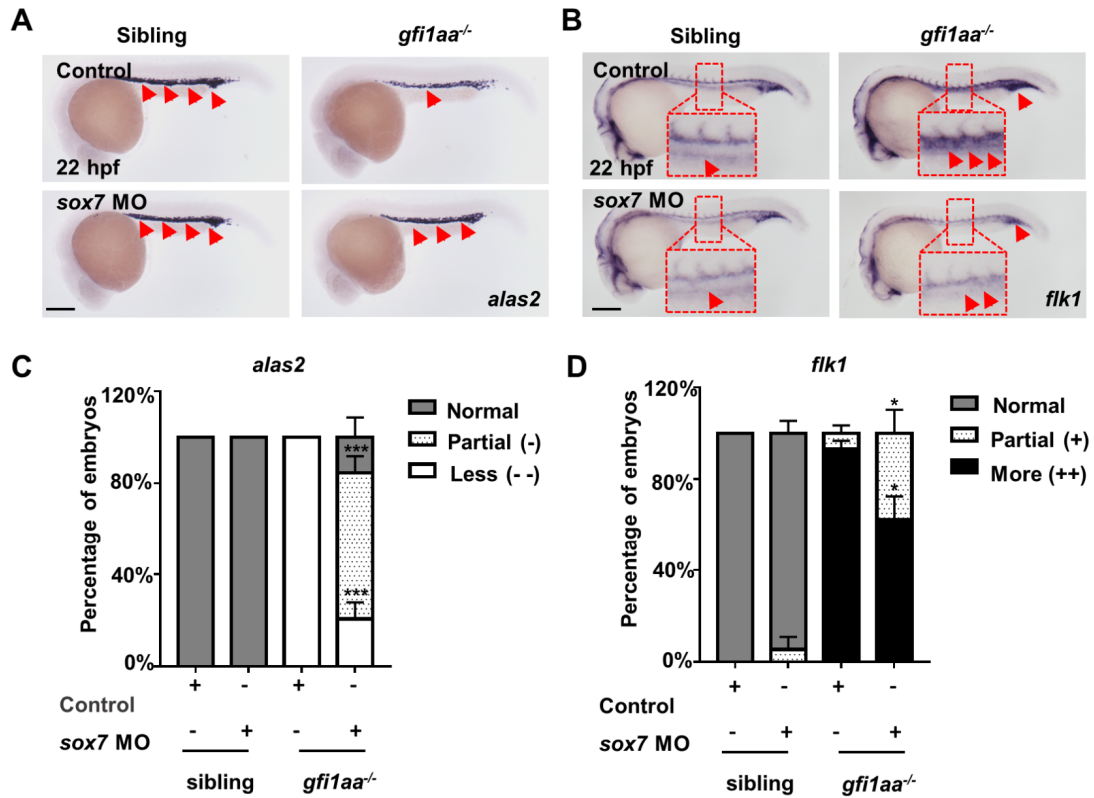 A
Sibling
gfi1aa-/-
Control
22 hpf
sox7 MO
alas2
B
Sibling
gfi1aa-/-
Control
22 hpf
sox7 MO
flk1
C
alas2
Percentage of embryos
120%
80%
40%
0%
***
***
Normal
Partial (-)
Less (- -)
+ - + -
Control
- + - +
sox7 MO
sibling
gfi1aa-/-
D
flk1
Percentage of embryos
120%
80%
40%
0%
*
*
Normal
Partial (+)
More (++)
+ - + -
Control
- + - +
sox7 MO
sibling
gfi1aa-/-